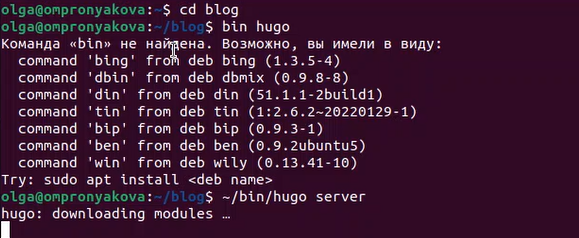 olga@ompronyakova:~$ cd blog
olga@ompronyakova:~/blog$ bin hugo
Команда «bin» не найдена. Возможно, вы имели в виду:
  command 'bing' from deb bing (1.3.5-4)
  command 'dbin' from deb dbmix (0.9.8-8)
  command 'din' from deb din (51.1.1-2build1)
  command 'tin' from deb tin (1:2.6.2~20220129-1)
  command 'bip' from deb bip (0.9.3-1)
  command 'ben' from deb ben (0.9.2ubuntu5)
  command 'win' from deb wily (0.13.41-10)
Try: sudo apt install <deb name>
olga@ompronyakova:~/blog$ ~/bin/hugo server
hugo: downloading modules …